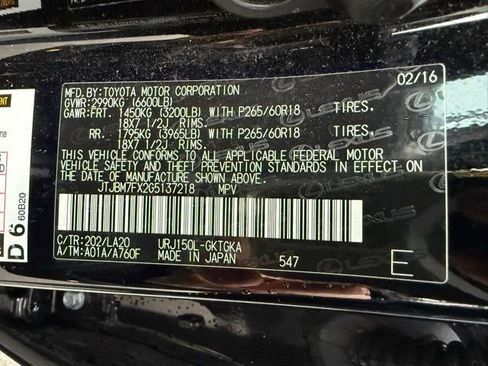 MFD.BY:TOYOTA MOTOR CORPORATION 02/16
GVWR:2990KG (6600LB)
GAWR:FRT. 1450KG (3200LB) WITH P265/60R18 TIRES,
18X7 1/2J RIMS.
RR. 1795KG (3965LB) WITH P265/60R18 TIRES,
18X7 1/2J RIMS.
THIS VEHICLE CONFORMS TO ALL APPLICABLE FEDERAL MOTOR
VEHICLE SAFETY AND THEFT PREVENTION STANDARDS IN EFFECT ON
THE DATE OF MANUFACTURE SHOWN ABOVE.
JTJBM7FX2G5137218 MPV
C/TR:202/LA20 URJ150L-GKTGKA
A/TM:A01A/A760F MADE IN JAPAN 547 E
D6
60B20
LEXUS